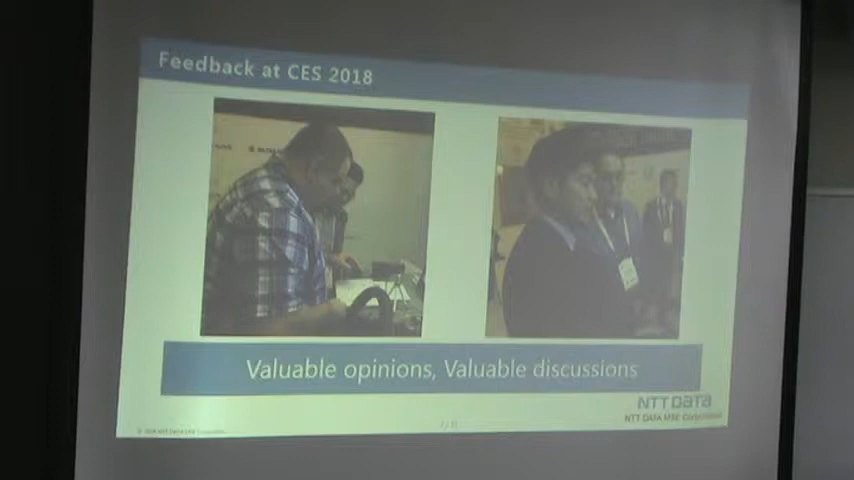 Feedback at CES 2018
Valuable opinions, Valuable discussions
NTT DATA
NTT DATA MSE Corporation